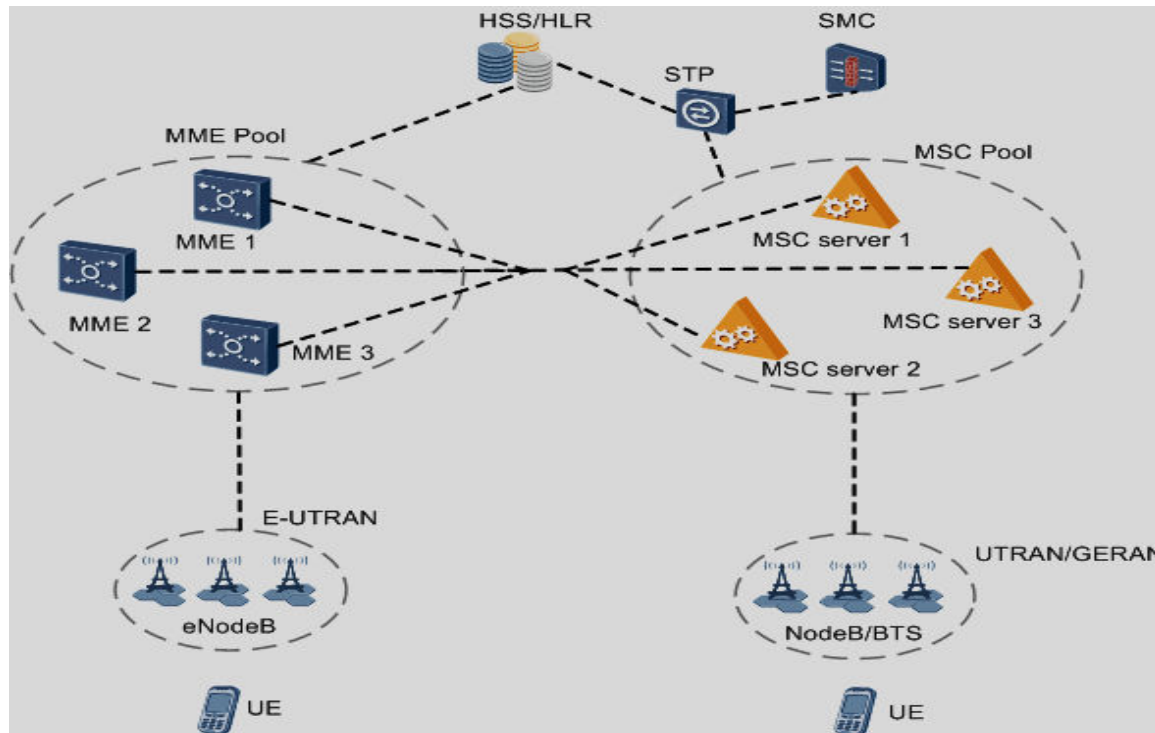 HSS/HLR
SMC
STP
MME Pool
MSC Pool
MME 1
MSC server 1
MME 2
MSC server 3
MME 3
MSC server 2
E-UTRAN
UTRAN/GERAN
eNodeB
NodeB/BTS
UE
UE